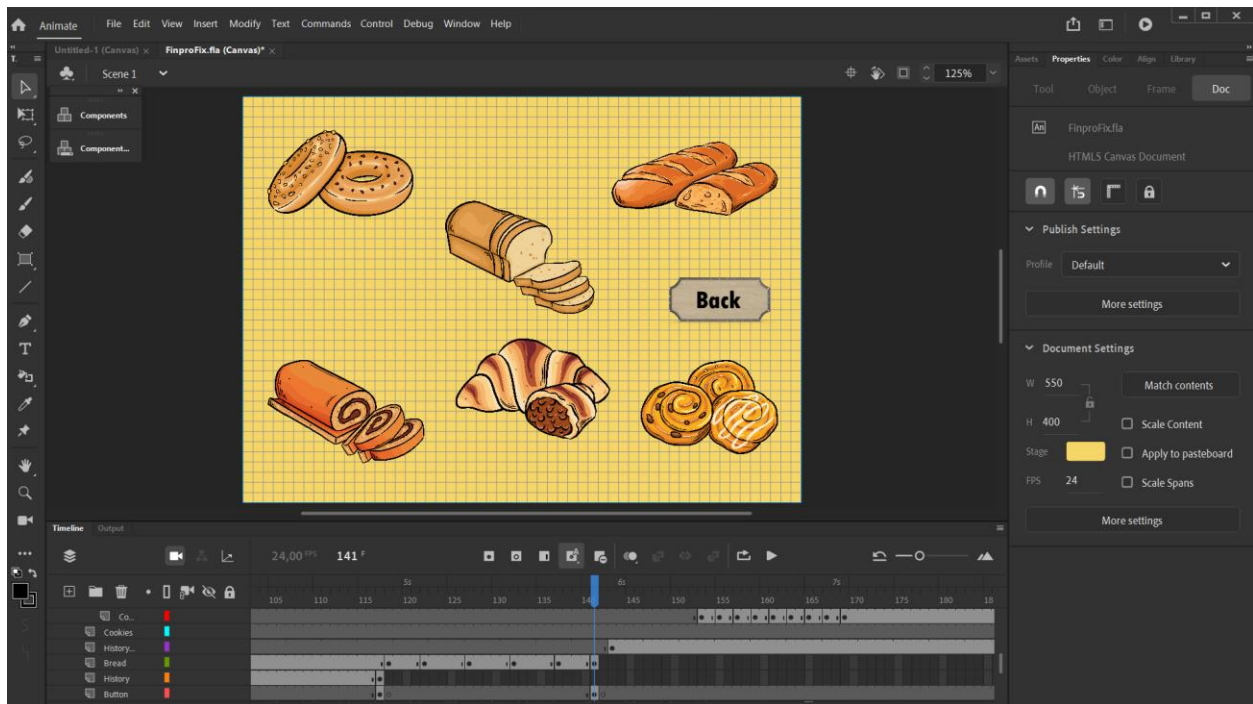 Animate File Edit View Insert Modify Text Commands Control Debug Window Help
Untitled-1 (Canvas) × FinproFix.fla (Canvas)* ×
Scene 1
125%
Components
Component...
Back
Assets Properties Color Align Library
Tool Object Frame Doc
An FinproFix.fla
HTML5 Canvas Document
Publish Settings
Profile Default
More settings
Document Settings
W 550 Match contents
H 400 Scale Content
Stage Apply to pasteboard
FPS 24 Scale Spans
More settings
Timeline Output
24,00 FPS 141 F
5s 6s 7s
105 110 115 120 125 130 135 14 145 150 155 160 165 170 175 180 18
Co...
Cookies
History...
Bread
History
Button